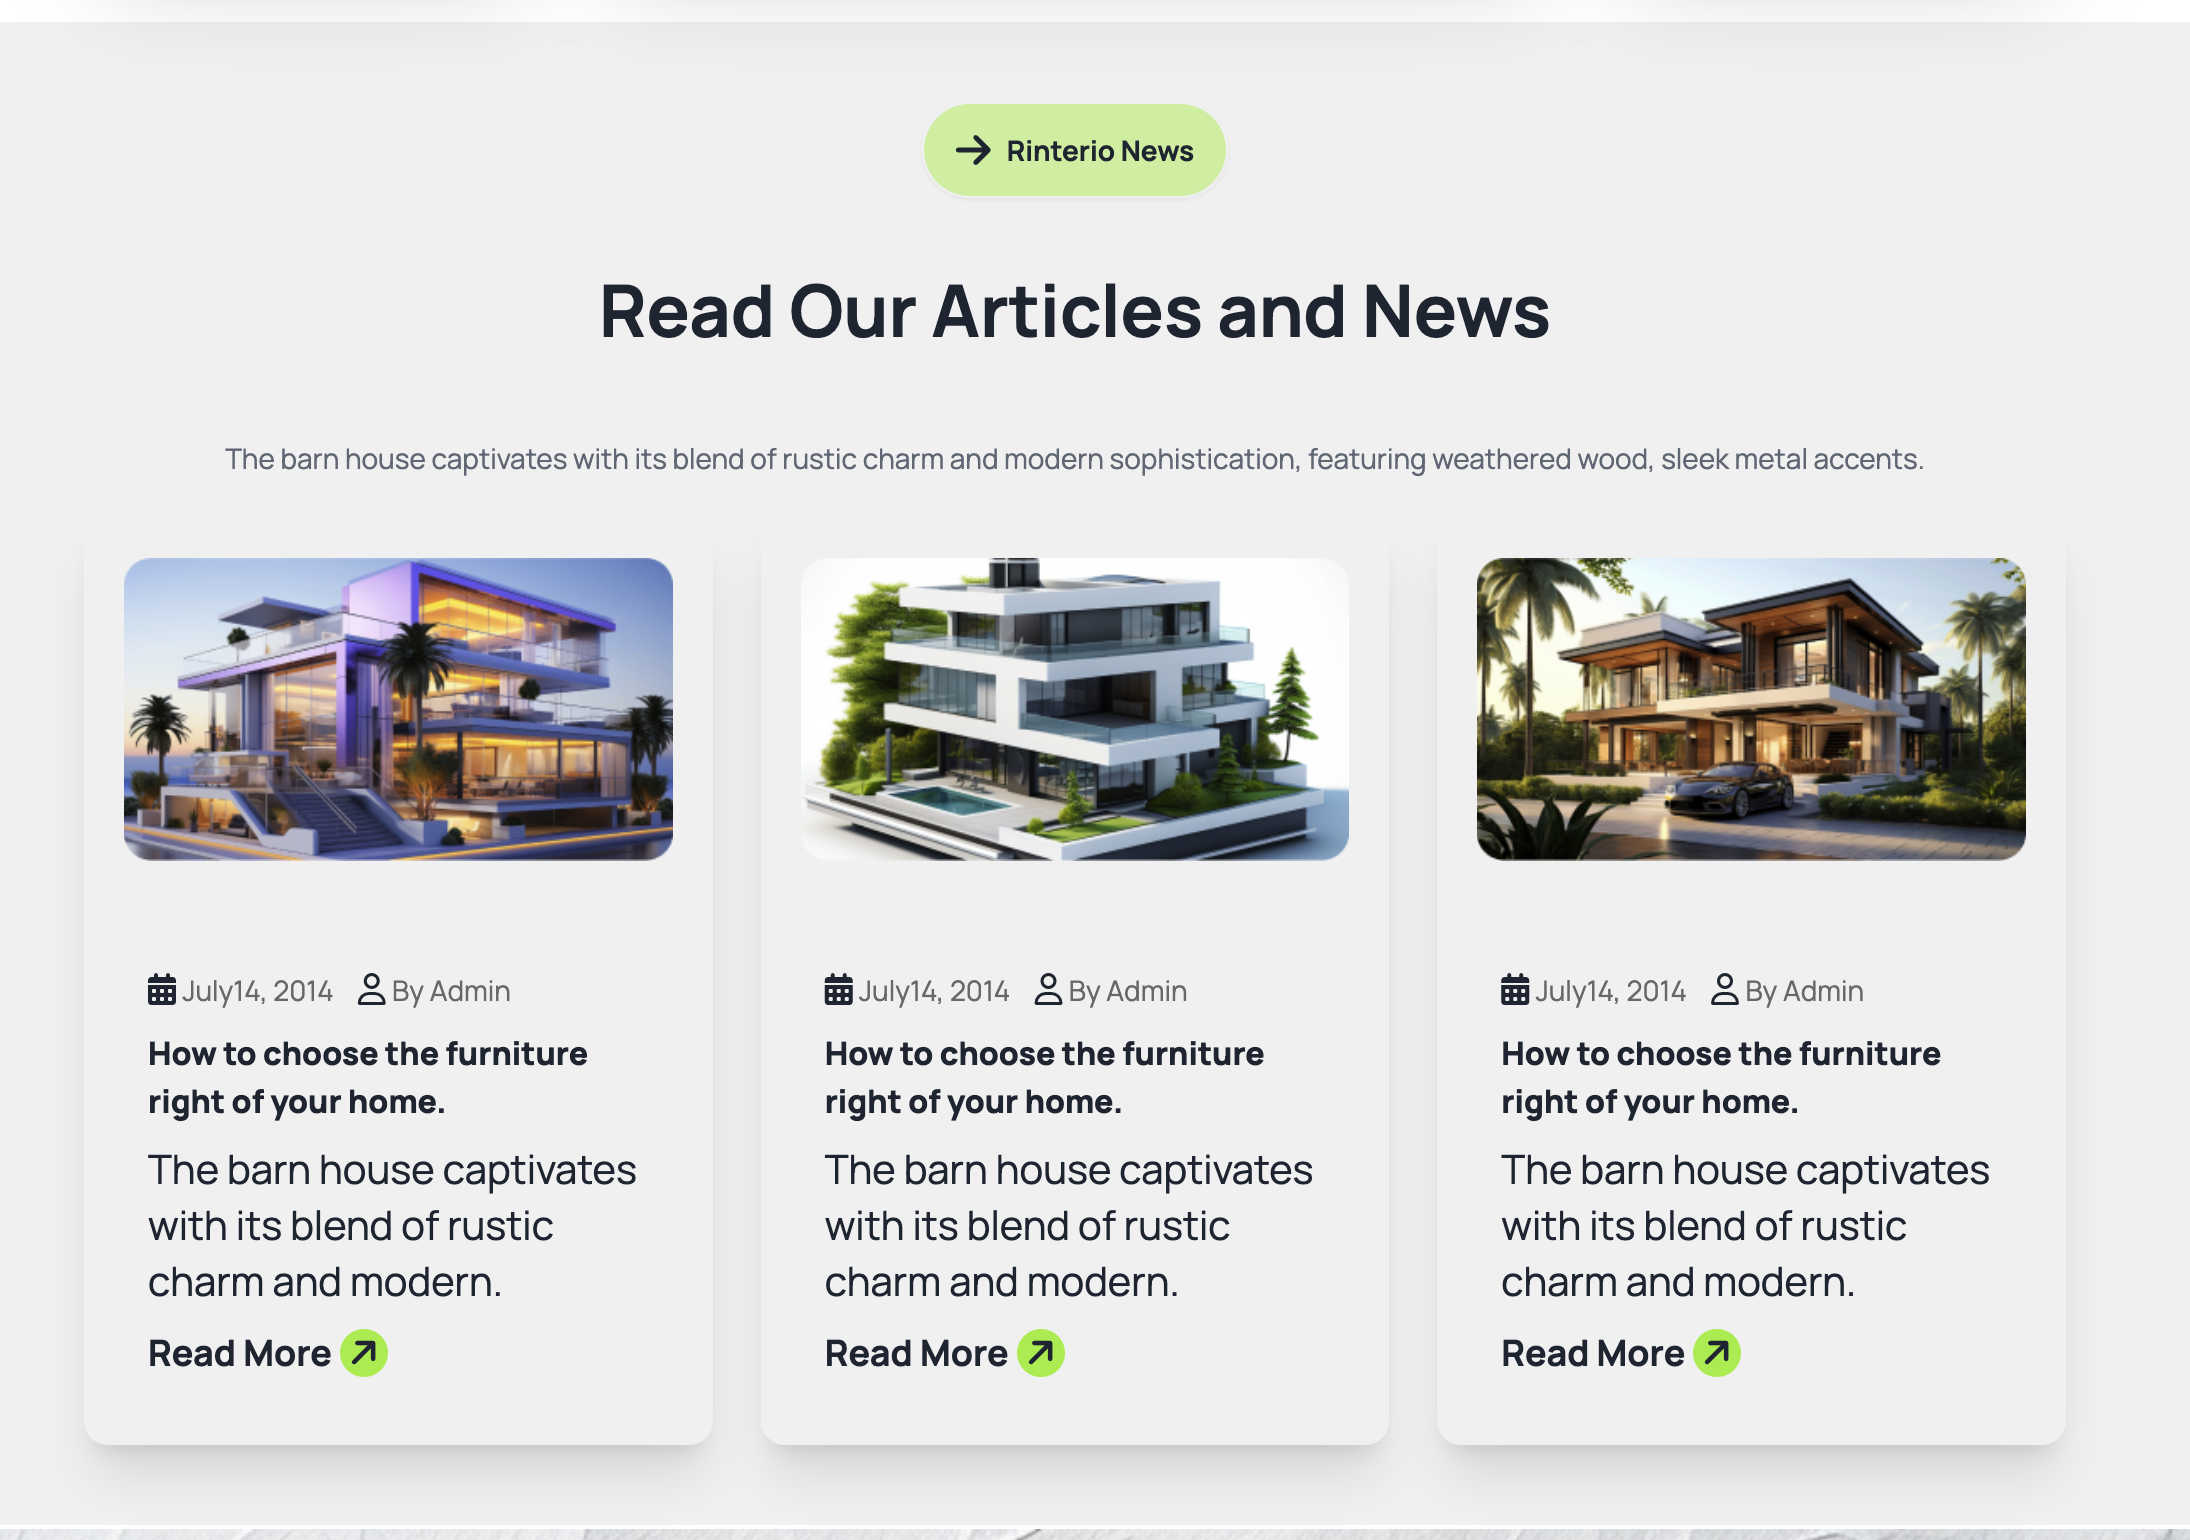 Rinterio News
Read Our Articles and News
The barn house captivates with its blend of rustic charm and modern sophistication, featuring weathered wood, sleek metal accents.
July14, 2014 By Admin
How to choose the furniture
right of your home.
The barn house captivates
with its blend of rustic
charm and modern.
Read More
July14, 2014 By Admin
How to choose the furniture
right of your home.
The barn house captivates
with its blend of rustic
charm and modern.
Read More
July14, 2014 By Admin
How to choose the furniture
right of your home.
The barn house captivates
with its blend of rustic
charm and modern.
Read More